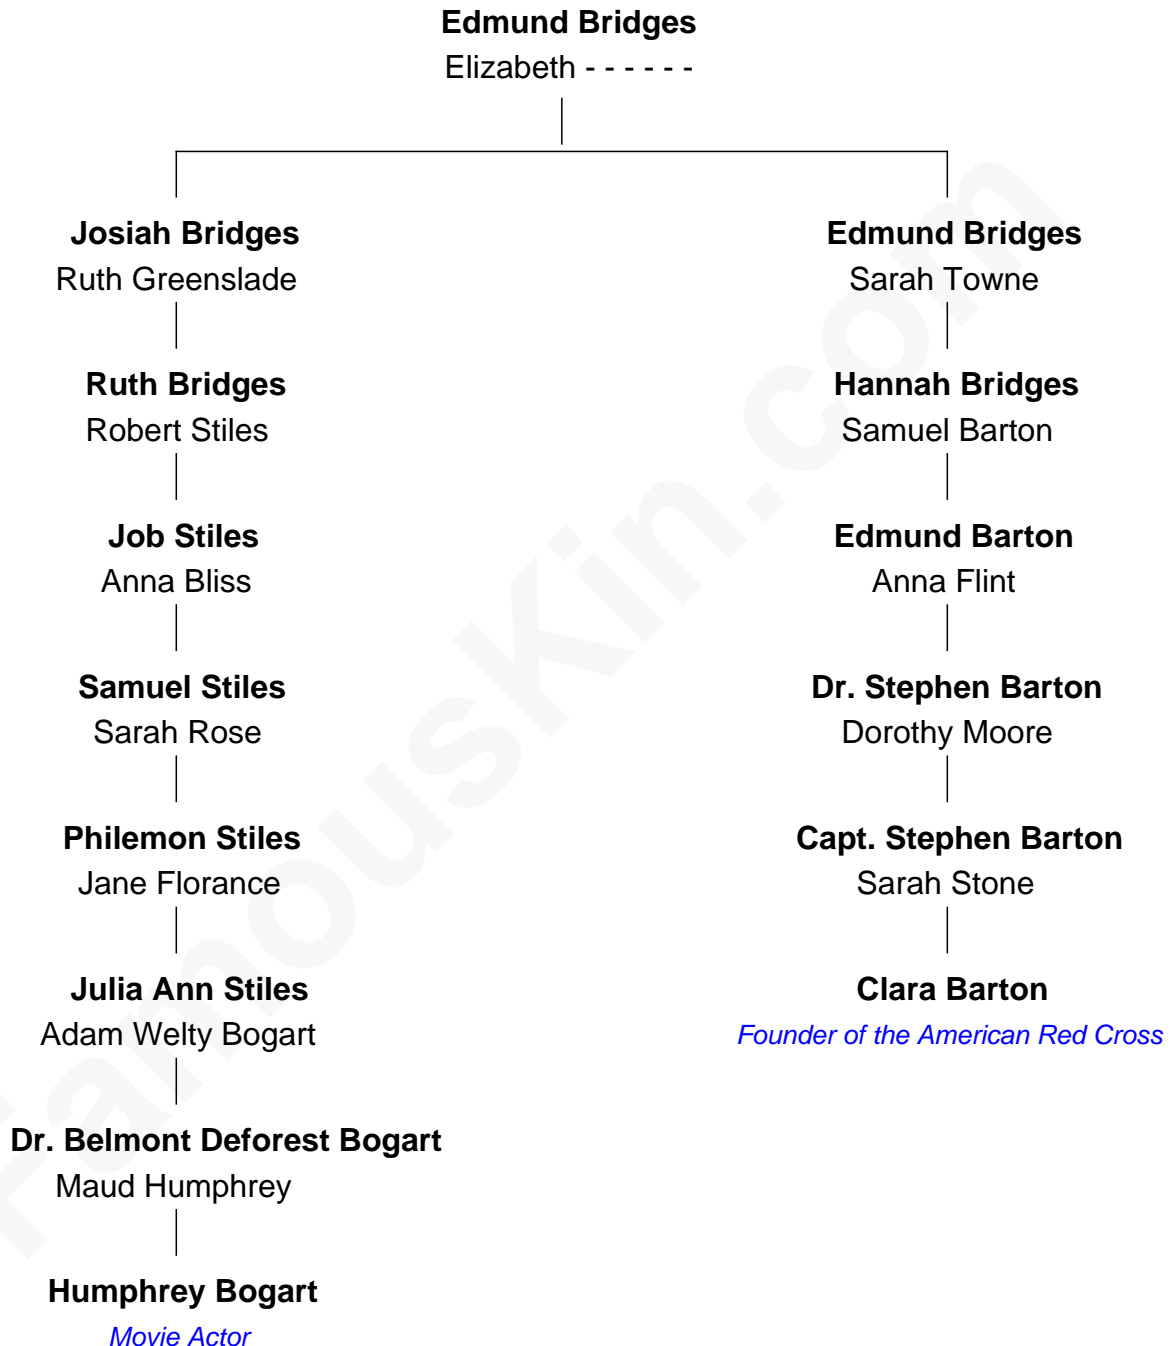 Edmund Bridges
Elizabeth - - - - - -
Josiah Bridges
Ruth Greenslade
Ruth Bridges
Robert Stiles
Job Stiles
Anna Bliss
Samuel Stiles
Sarah Rose
Philemon Stiles
Jane Florance
Julia Ann Stiles
Adam Welty Bogart
Dr. Belmont Deforest Bogart
Maud Humphrey
Humphrey Bogart
Movie Actor
Edmund Bridges
Sarah Towne
Hannah Bridges
Samuel Barton
Edmund Barton
Anna Flint
Dr. Stephen Barton
Dorothy Moore
Capt. Stephen Barton
Sarah Stone
Clara Barton
Founder of the American Red Cross
FamousKin.com